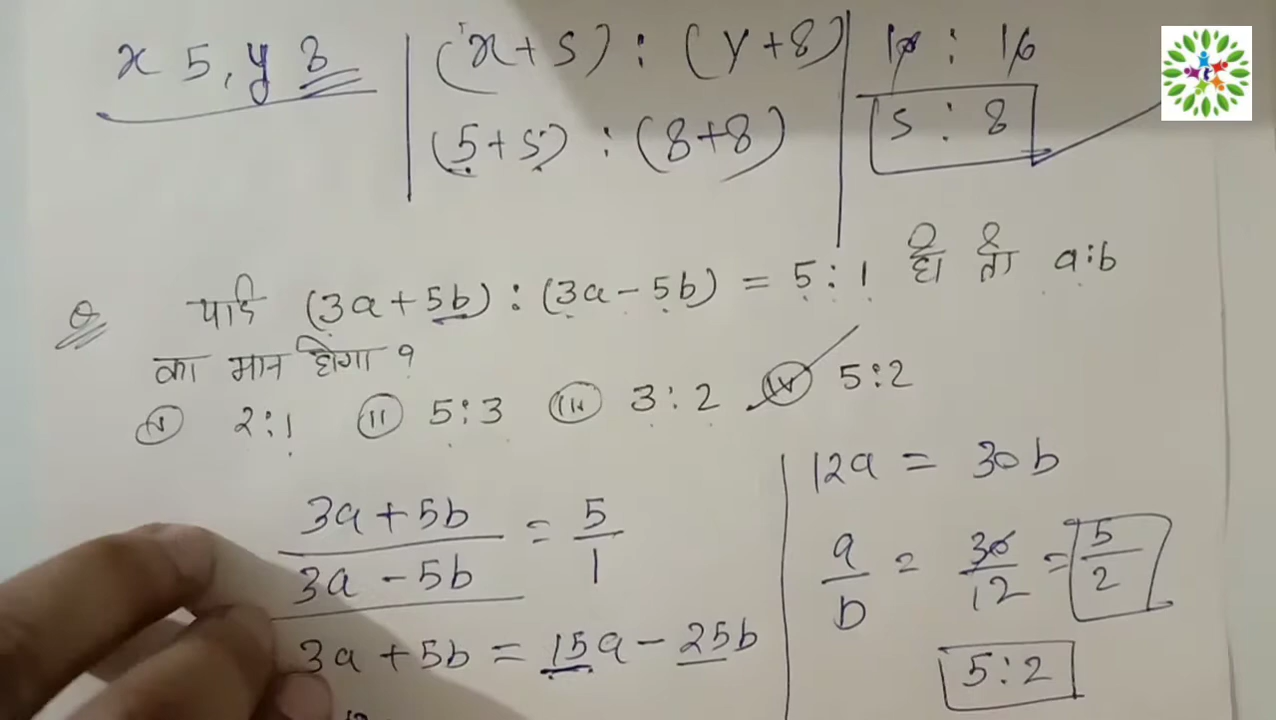 x 5, y 8
(x+5) : (y+8)
(5+5) : (8+8)
10 : 16
5 : 8
Q यदि (3a+5b) : (3a-5b) = 5:1 हो तो a:b
का मान होगा ?
(i) 2:1 (ii) 5:3 (iii) 3:2 (iv) 5:2
3a+5b / 3a-5b = 5/1
3a+5b = 15a - 25b
12a = 30b
a/b = 30/12 = 5/2
5:2